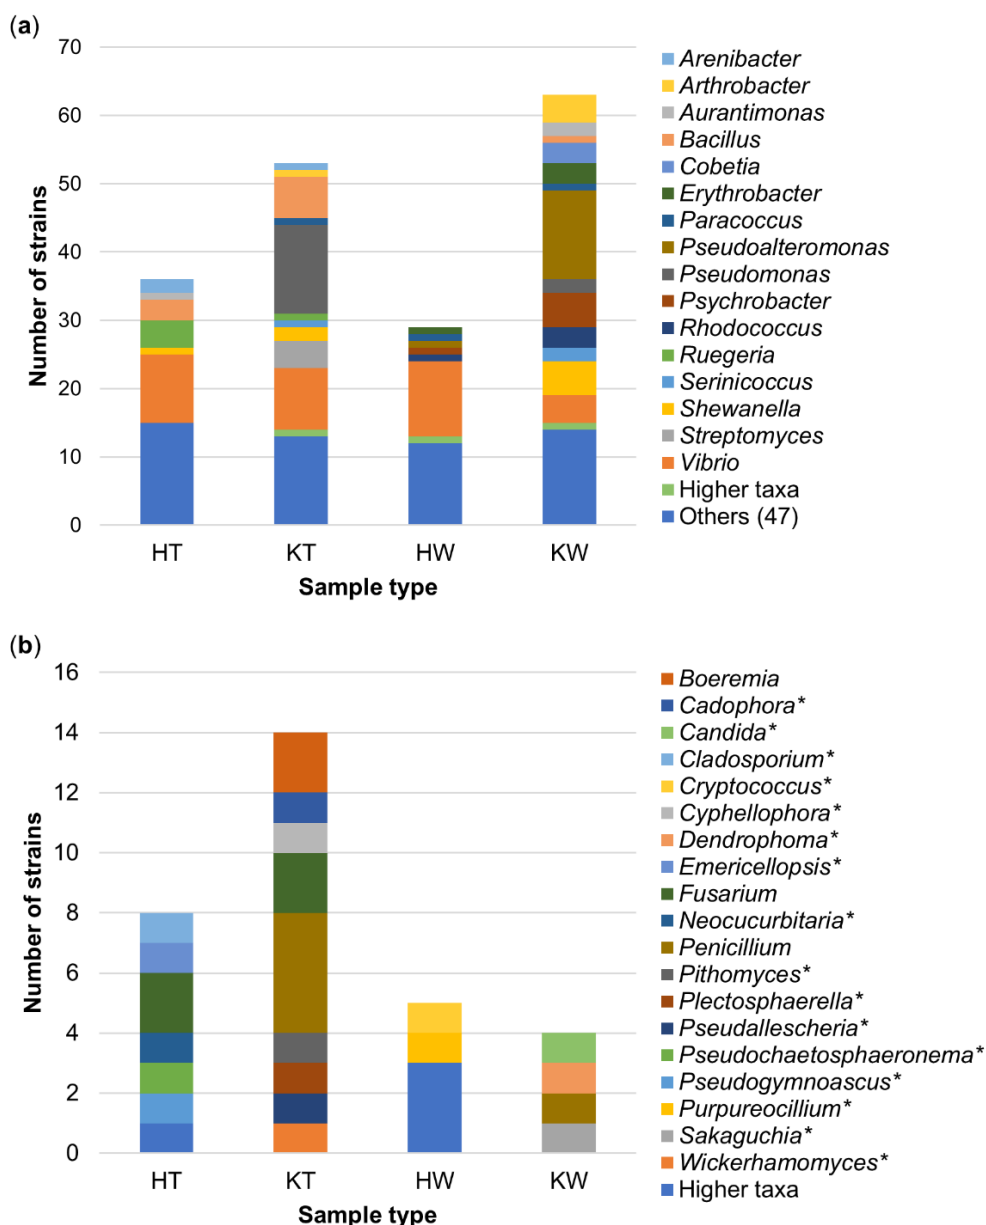 (a)
70
60
50
40
30
20
10
0
Number of strains
HT KT HW KW
Sample type
Arenibacter
Arthrobacter
Aurantimonas
Bacillus
Cobetia
Erythrobacter
Paracoccus
Pseudoalteromonas
Pseudomonas
Psychrobacter
Rhodococcus
Ruegeria
Serinicoccus
Shewanella
Streptomyces
Vibrio
Higher taxa
Others (47)
(b)
16
14
12
10
8
6
4
2
0
Number of strains
HT KT HW KW
Sample type
Boeremia
Cadophora*
Candida*
Cladosporium*
Cryptococcus*
Cyphellophora*
Dendrophoma*
Emericellopsis*
Fusarium
Neocucurbitaria*
Penicillium
Pithomyces*
Plectosphaerella*
Pseudallescheria*
Pseudochaetosphaeronema*
Pseudogymnoascus*
Purpureocillium*
Sakaguchia*
Wickerhamomyces*
Higher taxa